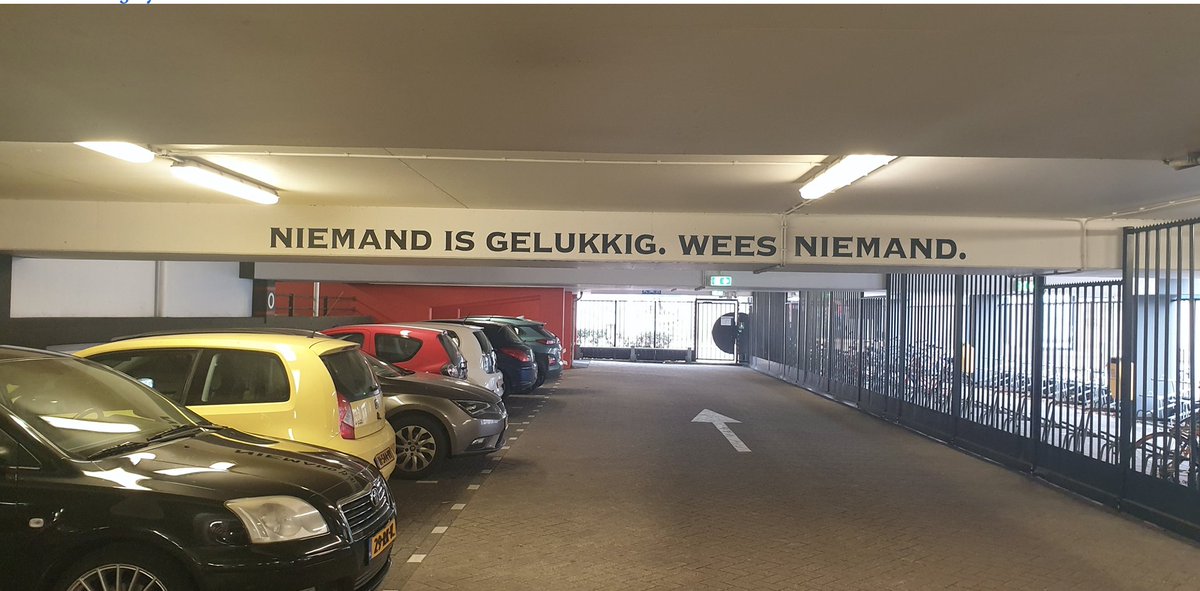 NIEMAND IS GELUKKIG. WEES NIEMAND.